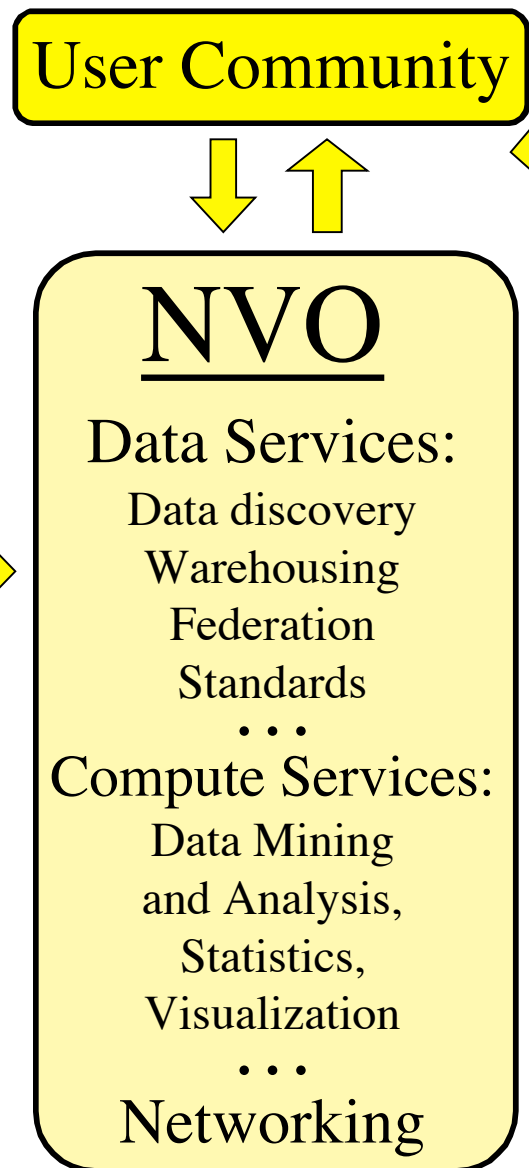 User Community
NVO
Data Services:
Data discovery
Warehousing
Federation
Standards
...
Compute Services:
Data Mining
and Analysis,
Statistics,
Visualization
...
Networking